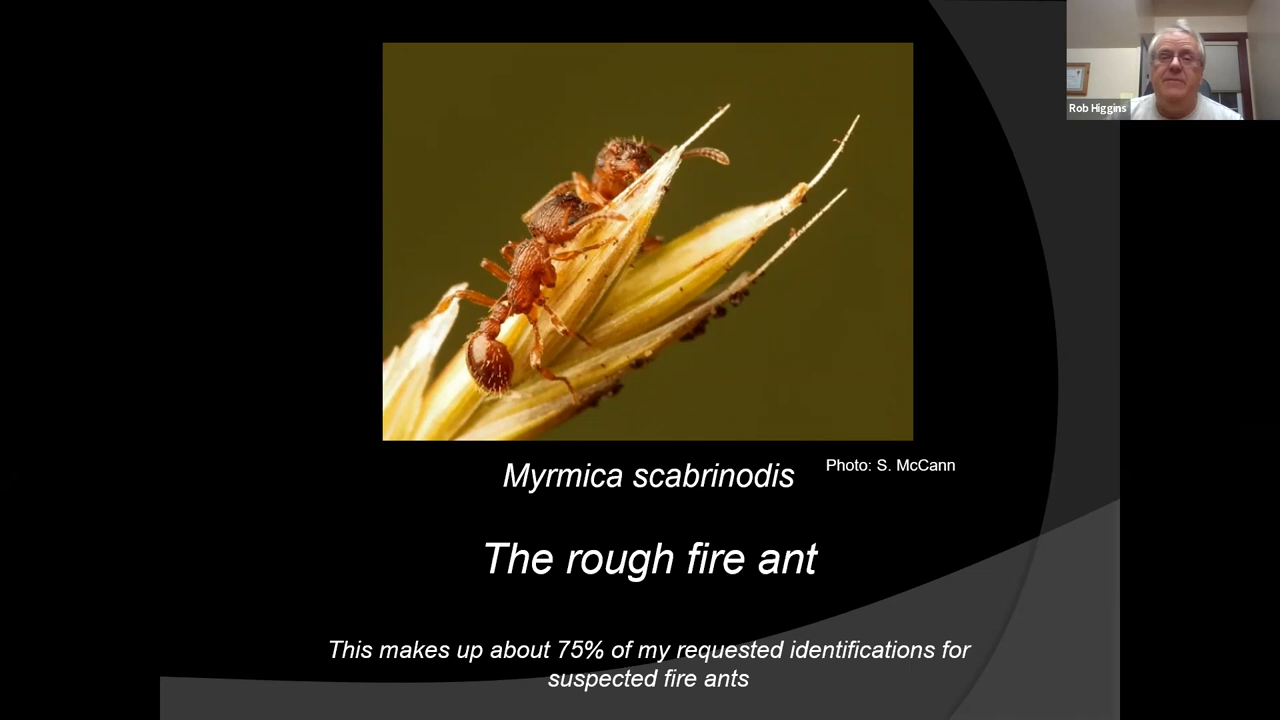 Rob Higgins
Myrmica scabrinodis
Photo: S. McCann
The rough fire ant
This makes up about 75% of my requested identifications for
suspected fire ants